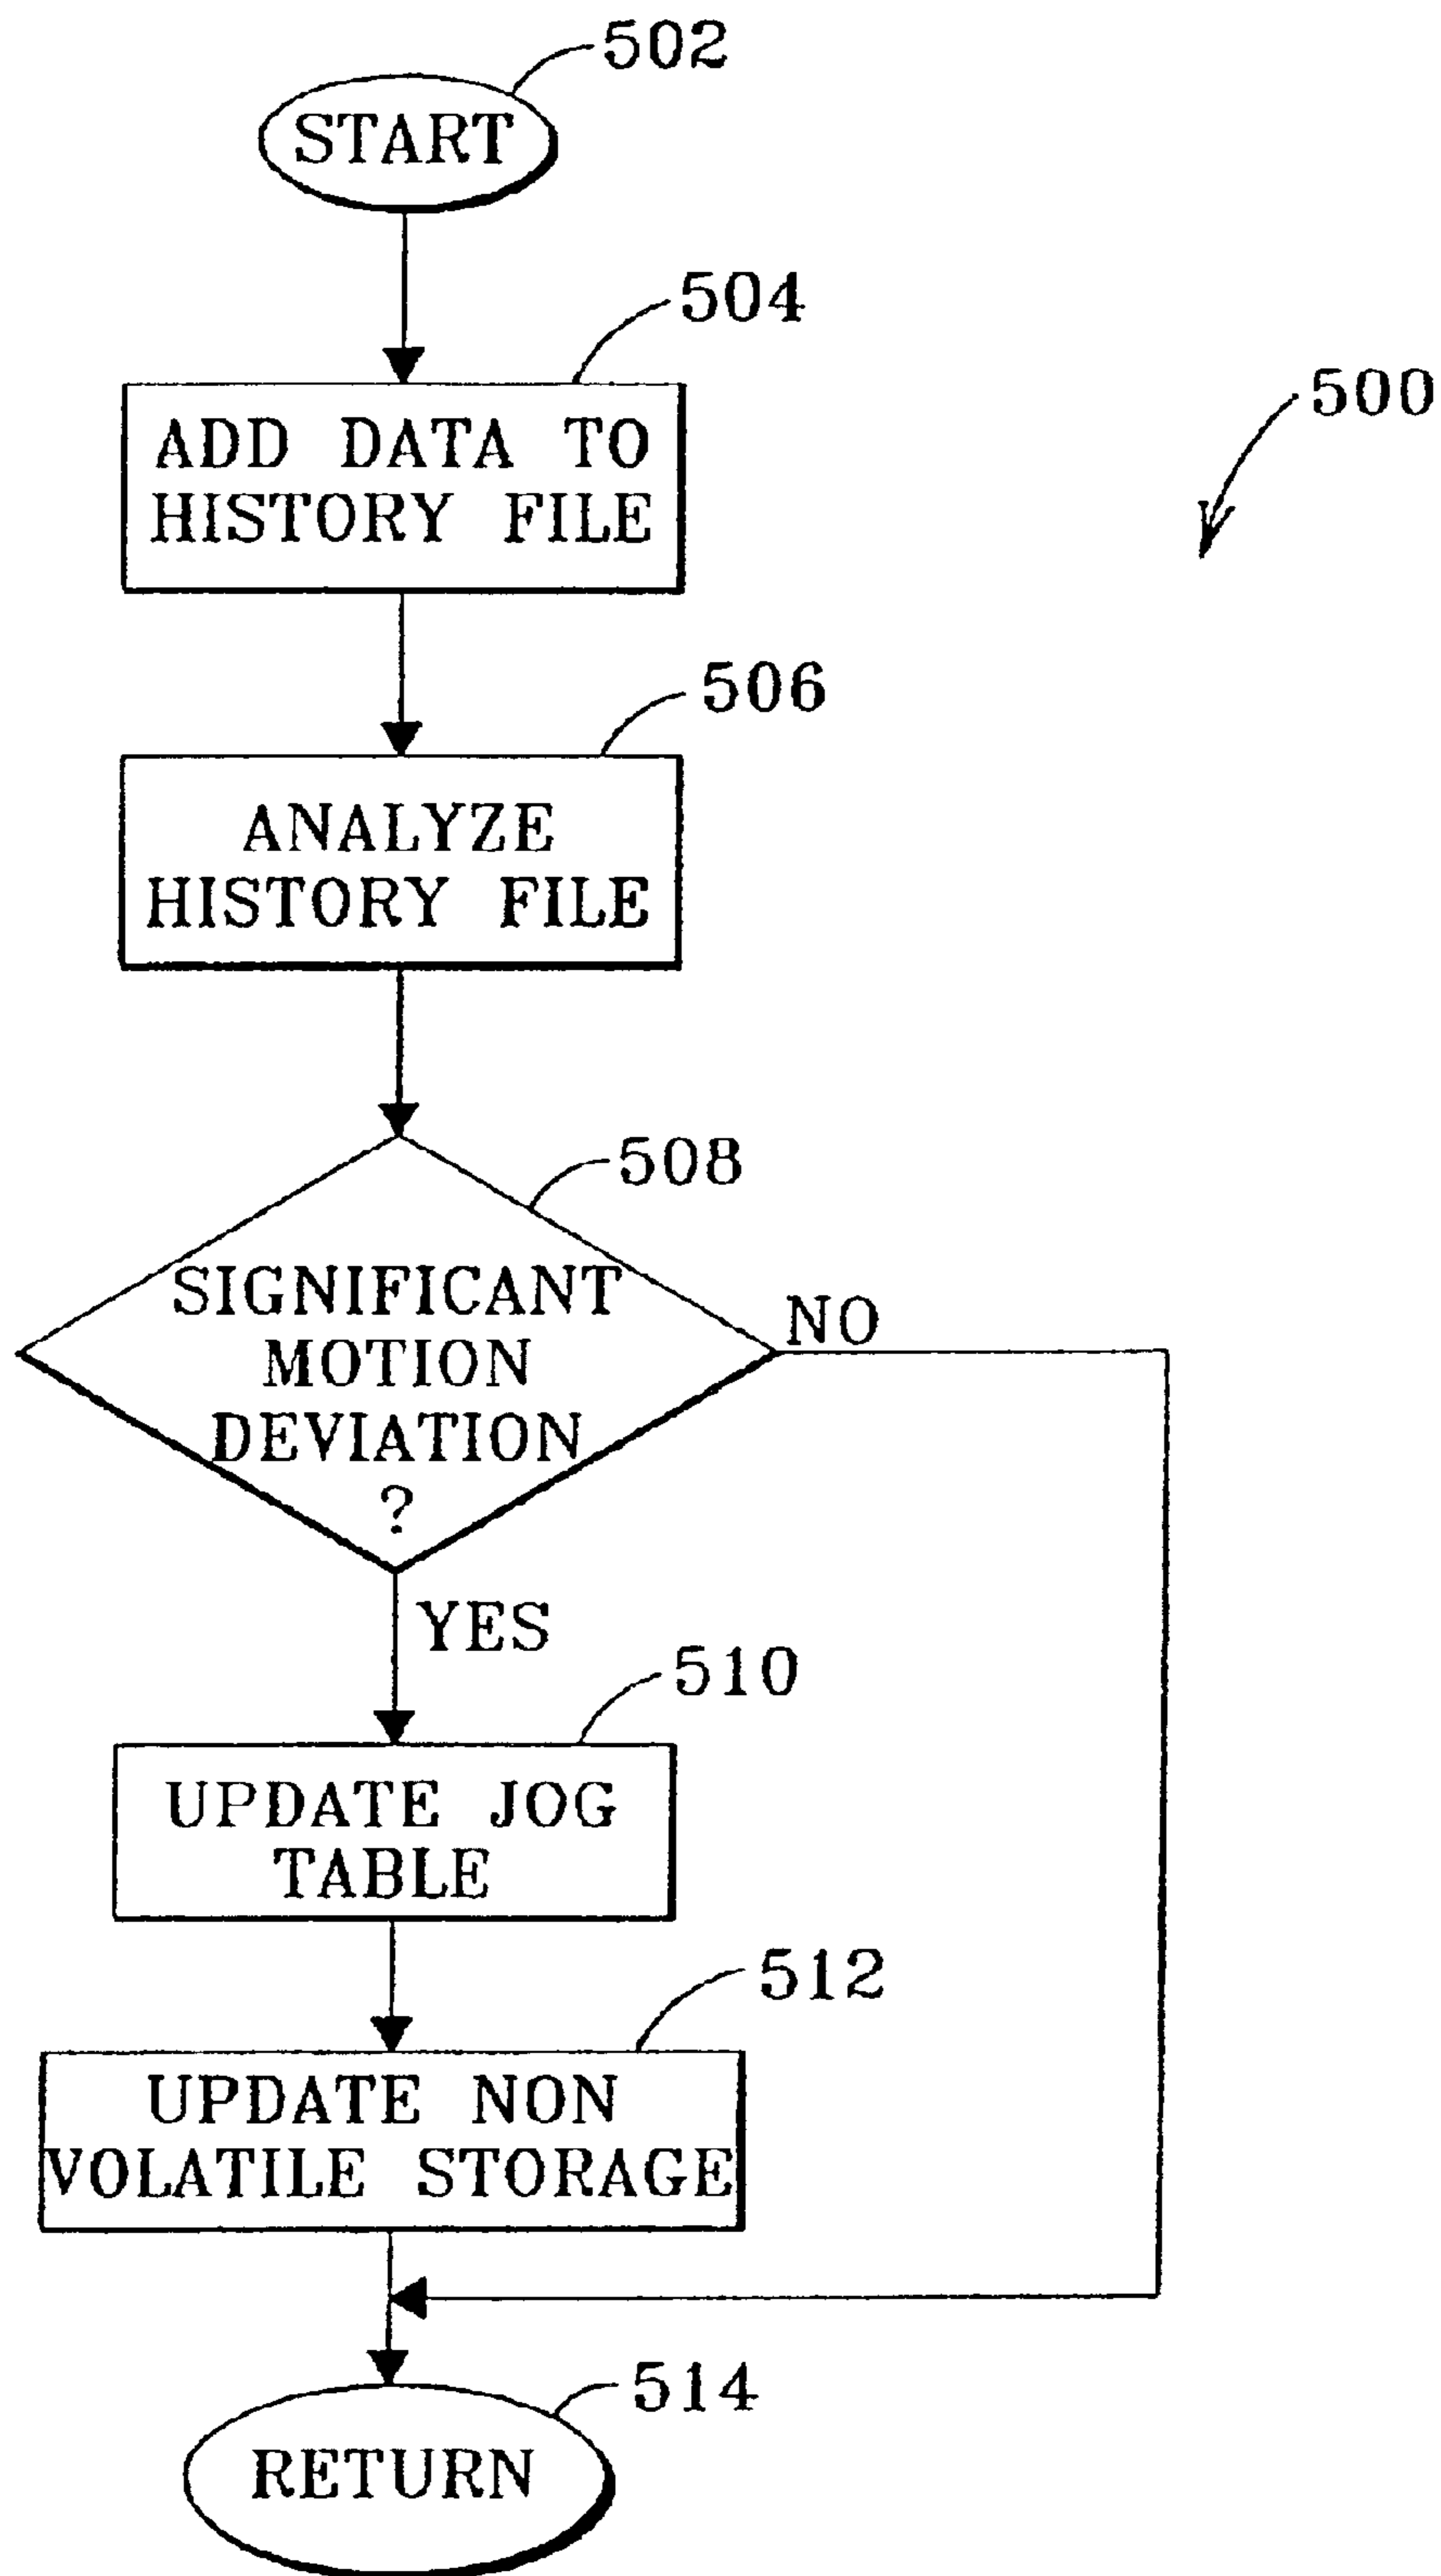 502
START
504
500
ADD DATA TO
HISTORY FILE
506
ANALYZE
HISTORY FILE
508
SIGNIFICANT
MOTION
DEVIATION
?
NO
YES
510
UPDATE JOG
TABLE
512
UPDATE NON
VOLATILE STORAGE
514
RETURN